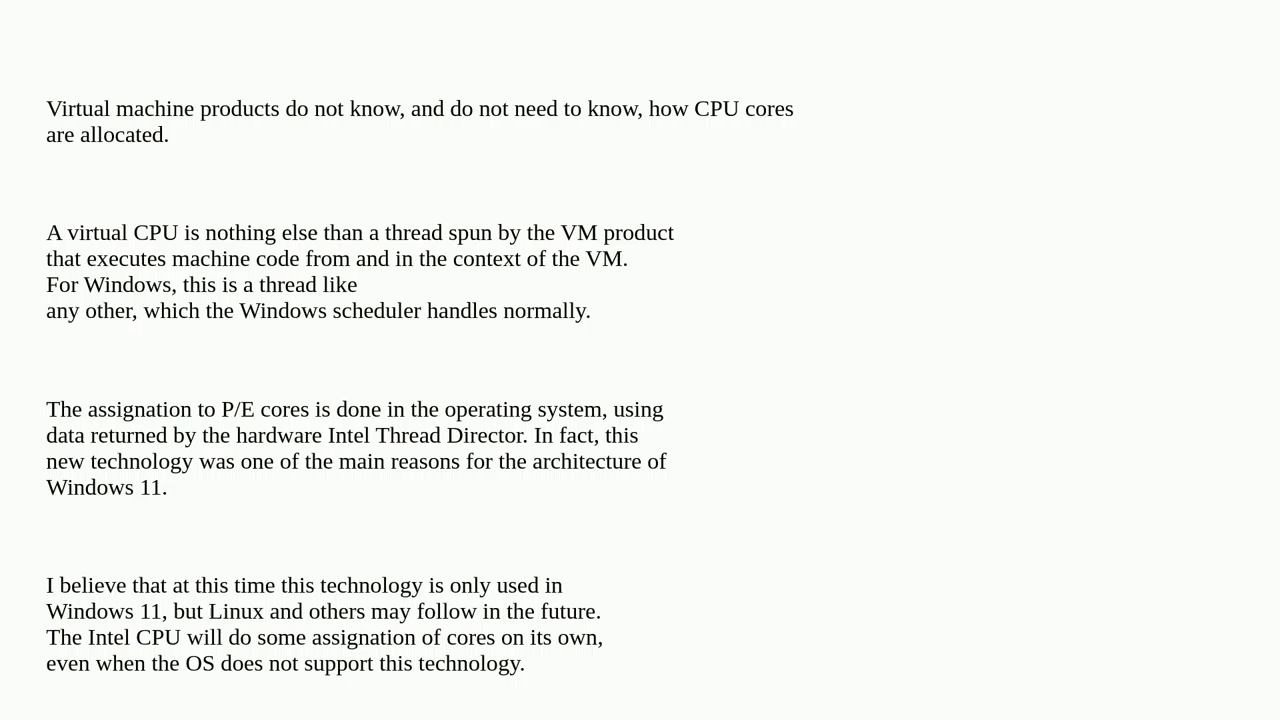 Virtual machine products do not know, and do not need to know, how CPU cores
are allocated.
A virtual CPU is nothing else than a thread spun by the VM product
that executes machine code from and in the context of the VM.
For Windows, this is a thread like
any other, which the Windows scheduler handles normally.
The assignation to P/E cores is done in the operating system, using
data returned by the hardware Intel Thread Director. In fact, this
new technology was one of the main reasons for the architecture of
Windows 11.
I believe that at this time this technology is only used in
Windows 11, but Linux and others may follow in the future.
The Intel CPU will do some assignation of cores on its own,
even when the OS does not support this technology.